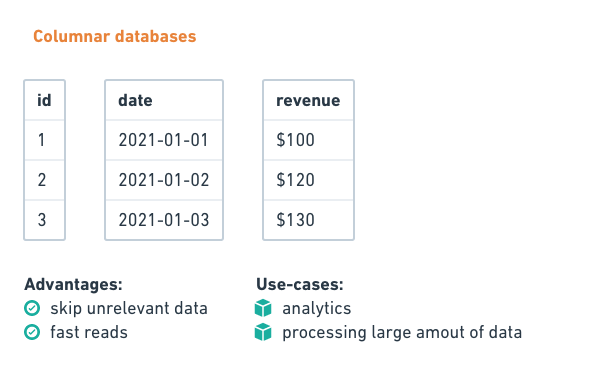 Columnar databases
id date revenue
1 2021-01-01 $100
2 2021-01-02 $120
3 2021-01-03 $130
Advantages: Use-cases:
skip unrelevant data analytics
fast reads processing large amout of data